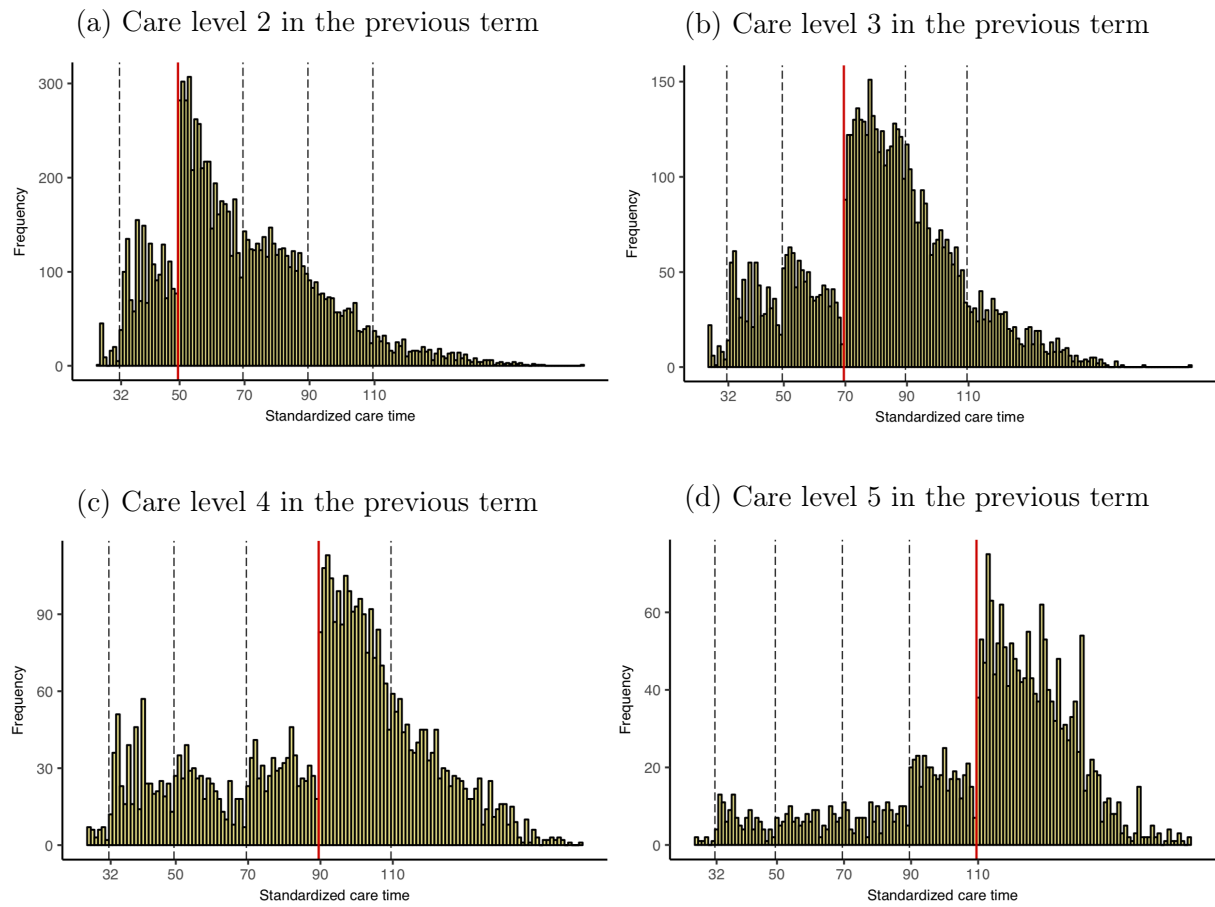 (a) Care level 2 in the previous term
300
200
100
0
Frequency
32 50 70 90 110
Standardized care time
(b) Care level 3 in the previous term
150
100
50
0
Frequency
32 50 70 90 110
Standardized care time
(c) Care level 4 in the previous term
90
60
30
0
Frequency
32 50 70 90 110
Standardized care time
(d) Care level 5 in the previous term
60
40
20
0
Frequency
32 50 70 90 110
Standardized care time